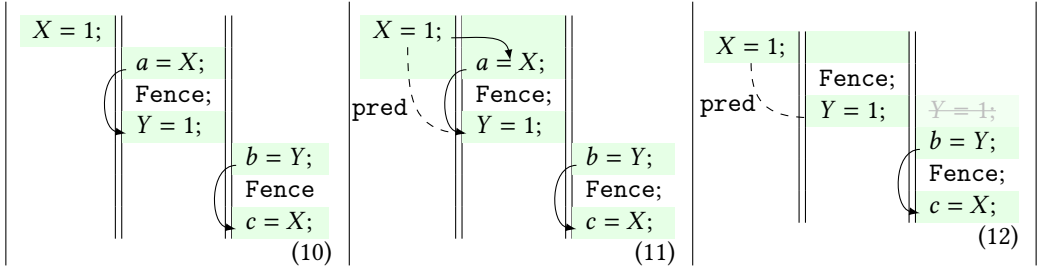 X = 1;
a = X;
Fence;
Y = 1;
b = Y;
Fence
c = X;
(10)
X = 1;
a = X;
pred
Fence;
Y = 1;
b = Y;
Fence;
c = X;
(11)
X = 1;
Fence;
pred
Y = 1;
Y = 1;
b = Y;
Fence;
c = X;
(12)